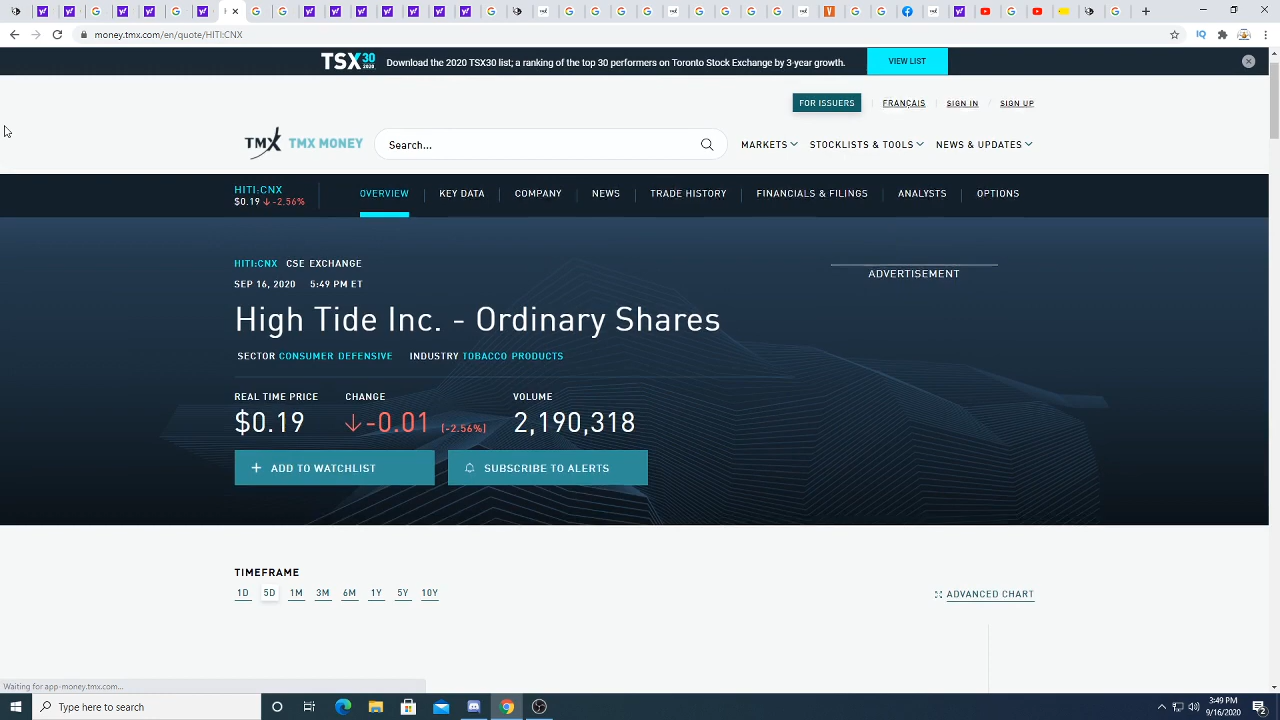 money.tmx.com/en/quote/HITI:CNX
TSX30 2020 Download the 2020 TSX30 list; a ranking of the top 30 performers on Toronto Stock Exchange by 3-year growth. VIEW LIST
FOR ISSUERS FRANÇAIS SIGN IN / SIGN UP
TMX TMX MONEY Search... MARKETS STOCKLISTS & TOOLS NEWS & UPDATES
HITI:CNX
$0.19 ↓ -2.56%
OVERVIEW KEY DATA COMPANY NEWS TRADE HISTORY FINANCIALS & FILINGS ANALYSTS OPTIONS
HITI:CNX CSE EXCHANGE
ADVERTISEMENT
SEP 16, 2020 5:49 PM ET
High Tide Inc. - Ordinary Shares
SECTOR CONSUMER DEFENSIVE INDUSTRY TOBACCO PRODUCTS
REAL TIME PRICE CHANGE VOLUME
$0.19 ↓-0.01 (-2.56%) 2,190,318
+ ADD TO WATCHLIST SUBSCRIBE TO ALERTS
TIMEFRAME
1D 5D 1M 3M 6M 1Y 5Y 10Y ADVANCED CHART
Waiting for app-money.tmx.com...
Type here to search
3:49 PM
9/16/2020
2